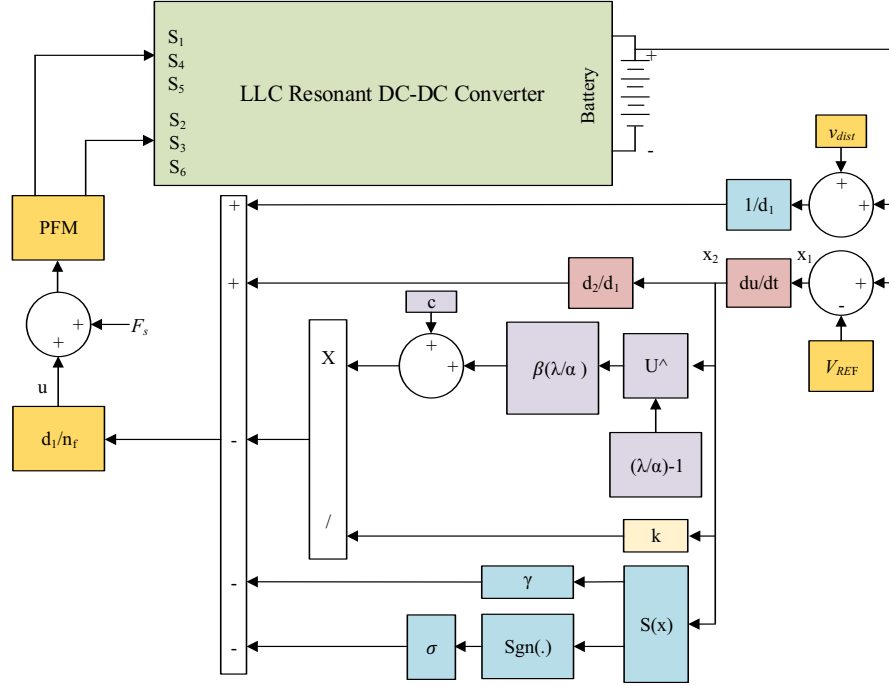 S1
S4
S5
S2
S3
S6
LLC Resonant DC-DC Converter
Battery
+
-
vdist
+
+
1/d1
+
PFM
x2
x1
d2/d1
du/dt
+
-
+
c
+
+
Fs
X
+
+
β(λ/α )
U^
VREF
u
d1/nf
-
(λ/α)-1
/
k
-
γ
S(x)
-
σ
Sgn(.)